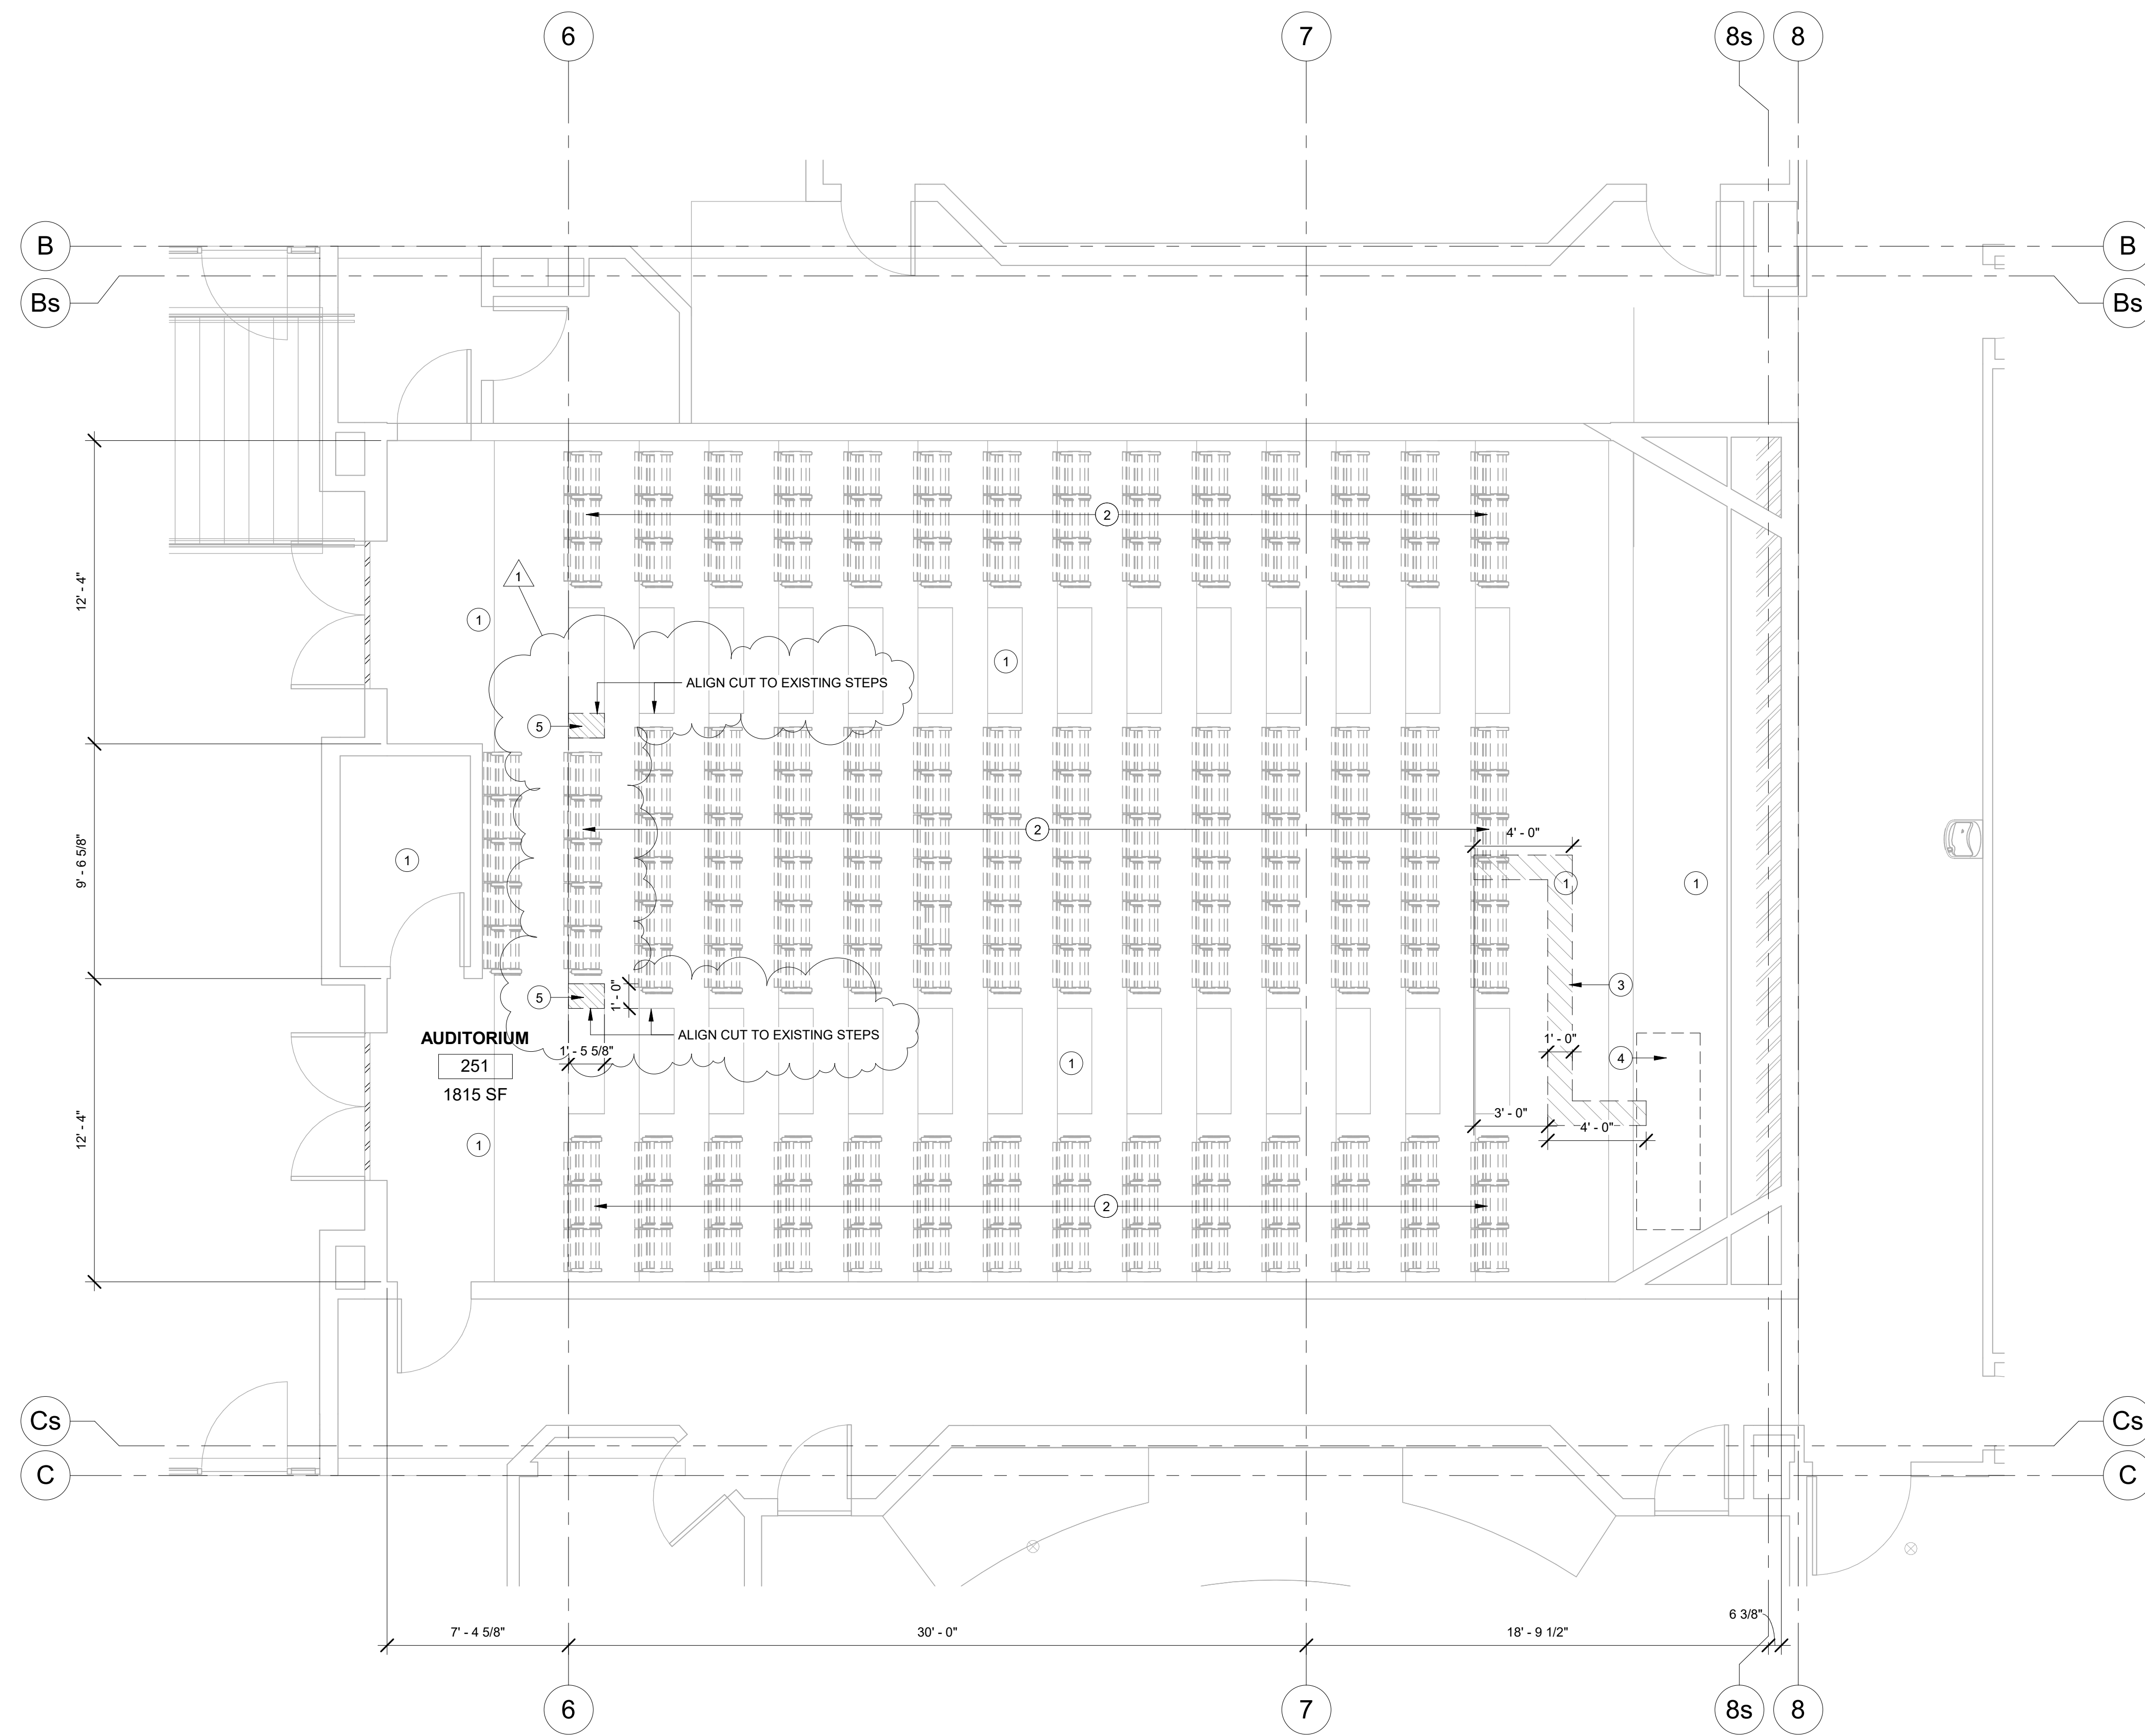 6
7
8s
8
B
B
Bs
Bs
2
12' - 4"
1
1
1
ALIGN CUT TO EXISTING STEPS
5
2
4' - 0"
9' - 6 5/8"
1
1
1
3
5
1' - 0"
ALIGN CUT TO EXISTING STEPS
AUDITORIUM
1' - 0"
1' - 5 5/8"
4
251
1
1815 SF
3' - 0"
12' - 4"
4' - 0"
1
2
Cs
Cs
C
C
6 3/8"
7' - 4 5/8"
30' - 0"
18' - 9 1/2"
6
7
8s
8